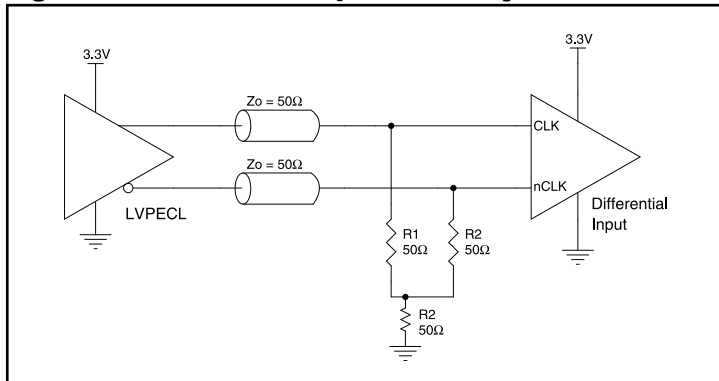 3.3V
3.3V
Zo = 50Ω
CLK
Zo = 50Ω
nCLK
LVPECL
Differential
Input
R1
50Ω
R2
50Ω
R2
50Ω